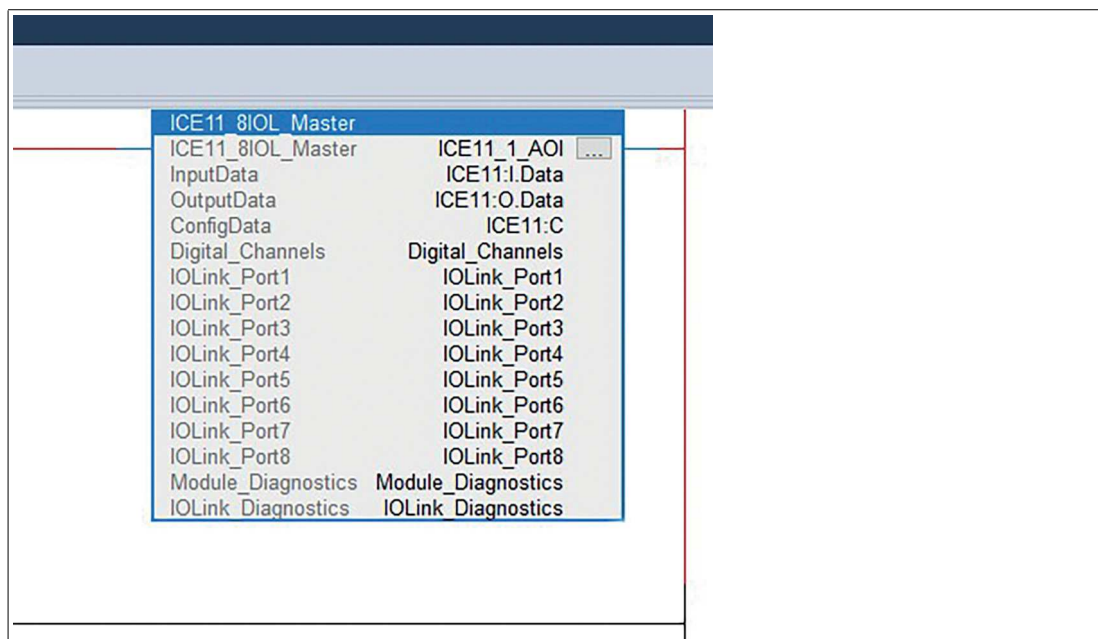 ICE11_8IOL_Master
ICE11_8IOL_Master ICE11_1_AOI ...
InputData ICE11:I.Data
OutputData ICE11:O.Data
ConfigData ICE11:C
Digital_Channels Digital_Channels
IOLink_Port1 IOLink_Port1
IOLink_Port2 IOLink_Port2
IOLink_Port3 IOLink_Port3
IOLink_Port4 IOLink_Port4
IOLink_Port5 IOLink_Port5
IOLink_Port6 IOLink_Port6
IOLink_Port7 IOLink_Port7
IOLink_Port8 IOLink_Port8
Module_Diagnostics Module_Diagnostics
IOLink_Diagnostics IOLink_Diagnostics